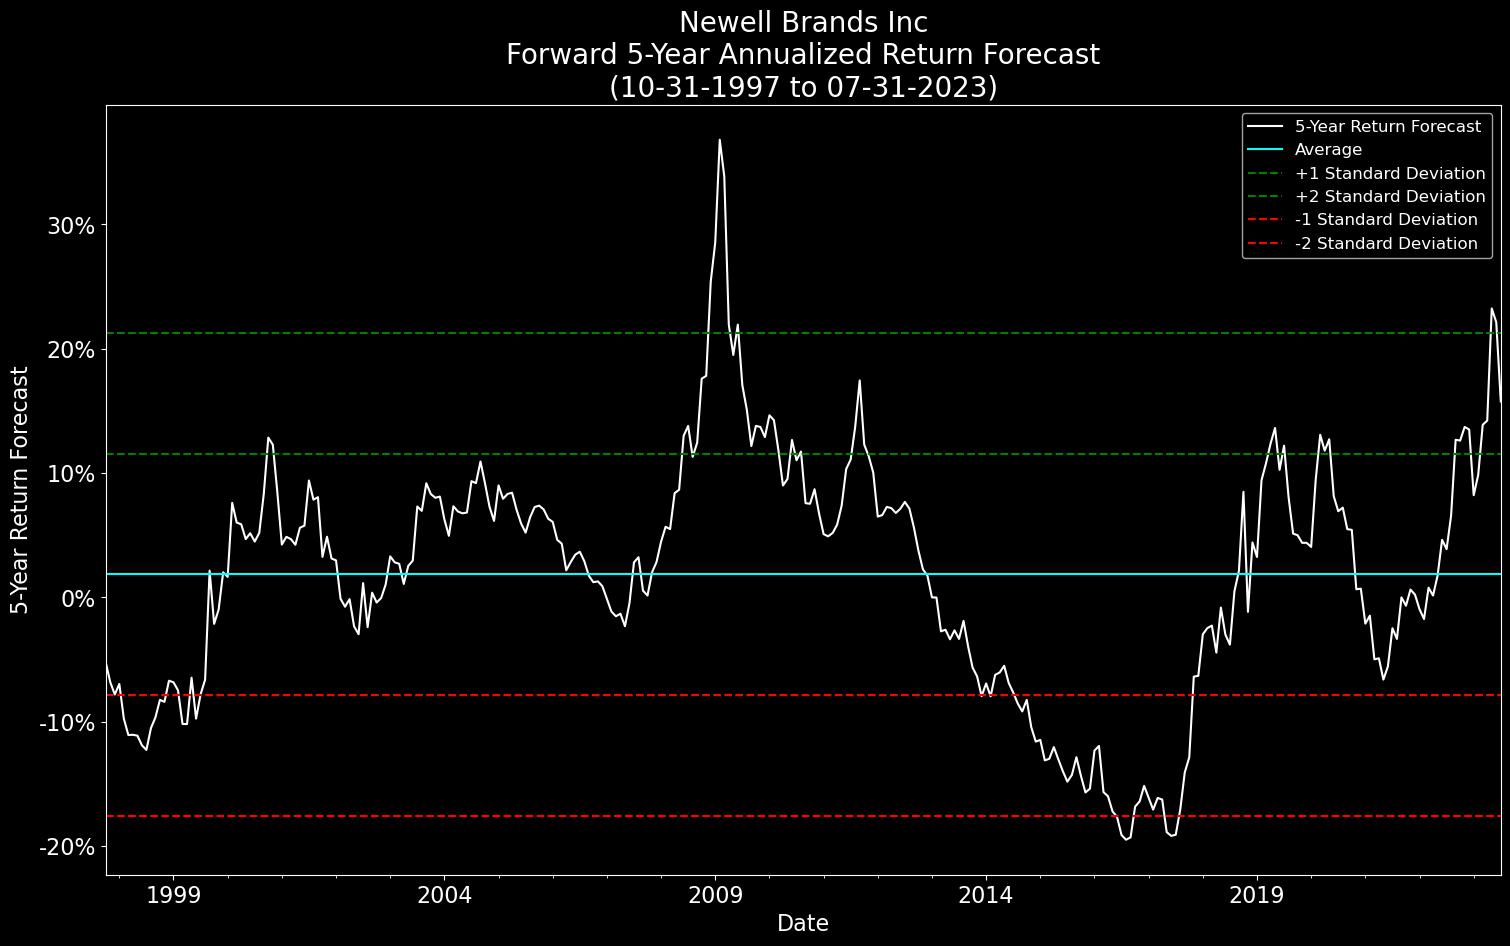 Newell Brands Inc
Forward 5-Year Annualized Return Forecast
(10-31-1997 to 07-31-2023)
5-Year Return Forecast
Average
+1 Standard Deviation
+2 Standard Deviation
-1 Standard Deviation
-2 Standard Deviation
5-Year Return Forecast
30%
20%
10%
0%
-10%
-20%
1999
2004
2009
2014
2019
Date